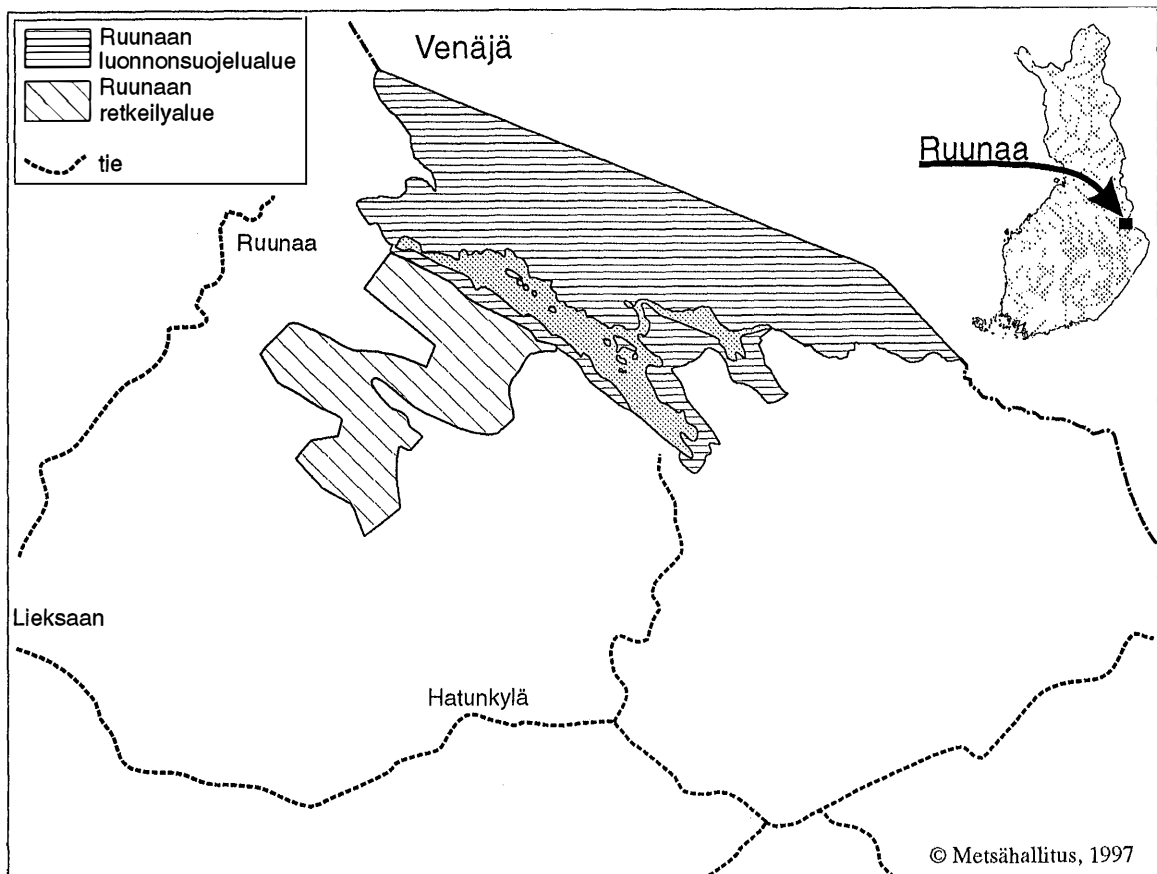 Ruunaan
luonnonsuojelualue
Ruunaan
retkeilyalue
tie
Venäjä
Ruunaa
Ruunaa
Lieksaan
Hatunkylä
© Metsähallitus, 1997